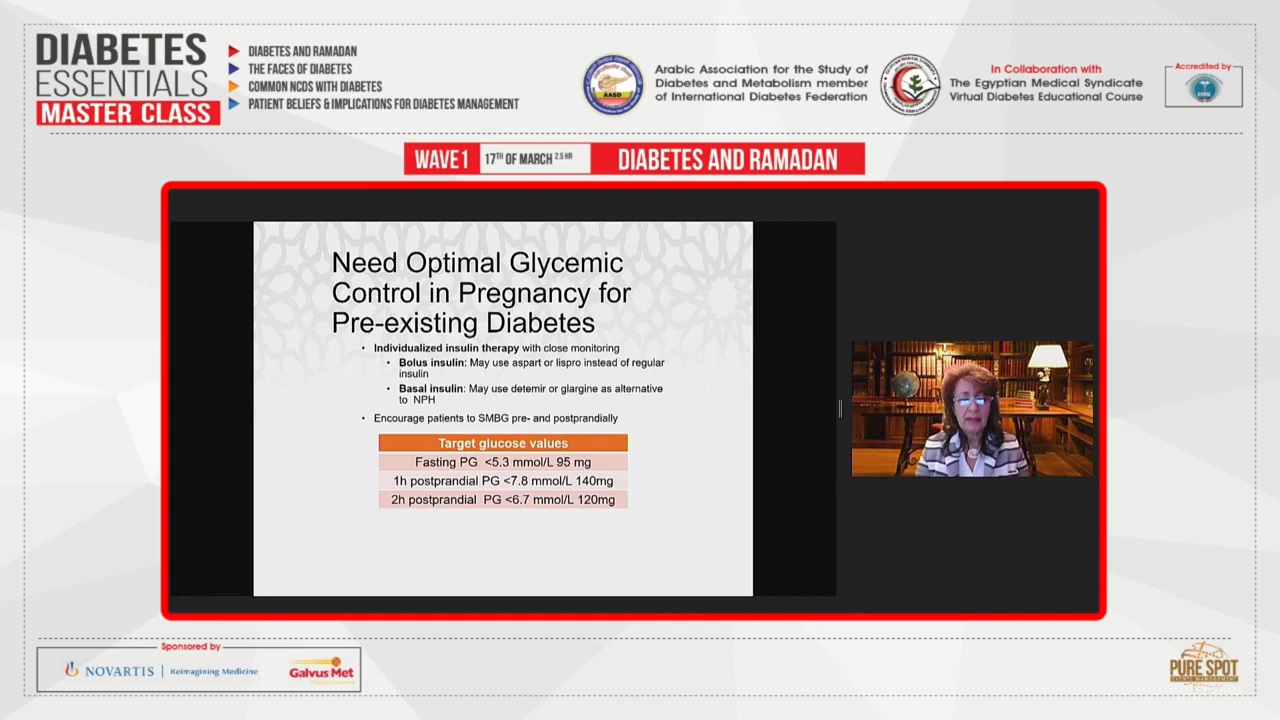 DIABETES
ESSENTIALS
MASTER CLASS
DIABETES AND RAMADAN
THE FACES OF DIABETES
COMMON NCDS WITH DIABETES
PATIENT BELIEFS & IMPLICATIONS FOR DIABETES MANAGEMENT
AASD
Arabic Association for the Study of
Diabetes and Metabolism member
of International Diabetes Federation
In Collaboration with
The Egyptian Medical Syndicate
Virtual Diabetes Educational Course
Accredited by
WAVE1 17TH OF MARCH 2.5 HR DIABETES AND RAMADAN
Need Optimal Glycemic
Control in Pregnancy for
Pre-existing Diabetes
• Individualized insulin therapy with close monitoring
• Bolus insulin: May use aspart or lispro instead of regular
insulin
• Basal insulin: May use detemir or glargine as alternative
to NPH
• Encourage patients to SMBG pre- and postprandially
Target glucose values
Fasting PG <5.3 mmol/L 95 mg
1h postprandial PG <7.8 mmol/L 140mg
2h postprandial PG <6.7 mmol/L 120mg
Sponsored by
NOVARTIS | Reimagining Medicine
Galvus Met
PURE SPOT
EVENTS MANAGEMENT